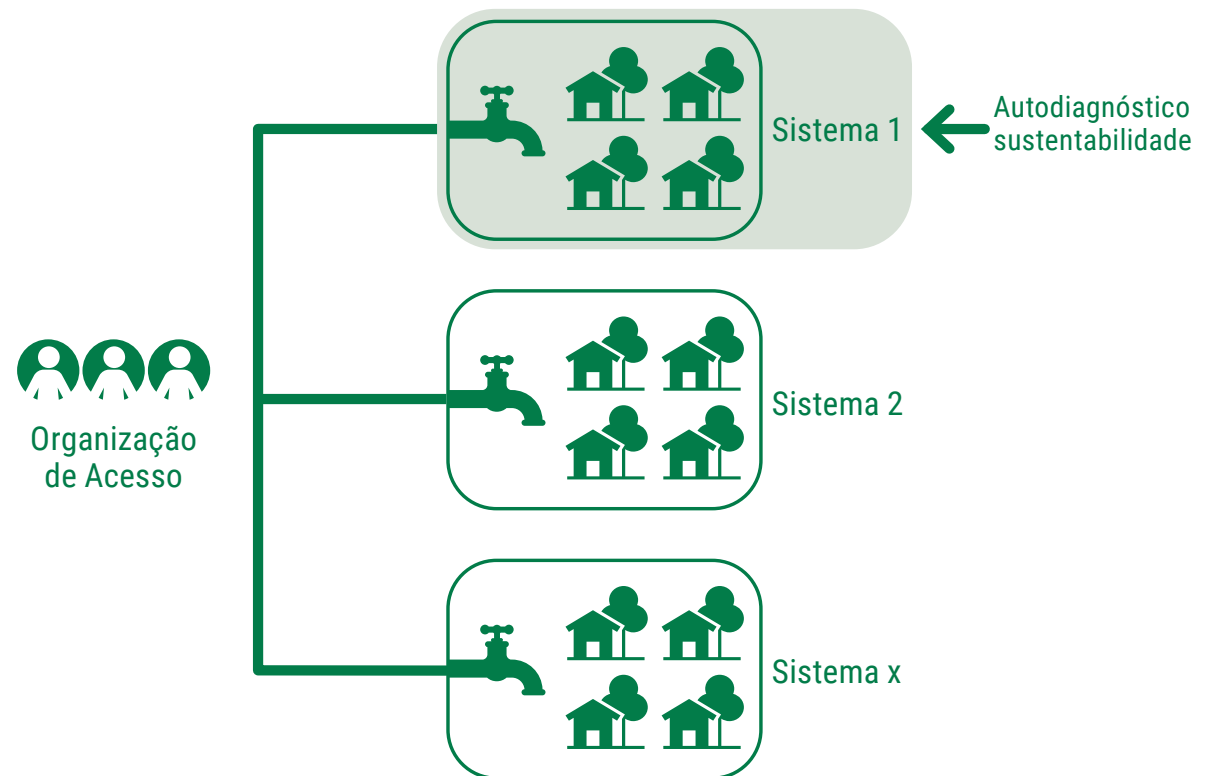 Sistema 1
Autodiagnóstico
sustentabilidade
Organização
de Acesso
Sistema 2
Sistema x